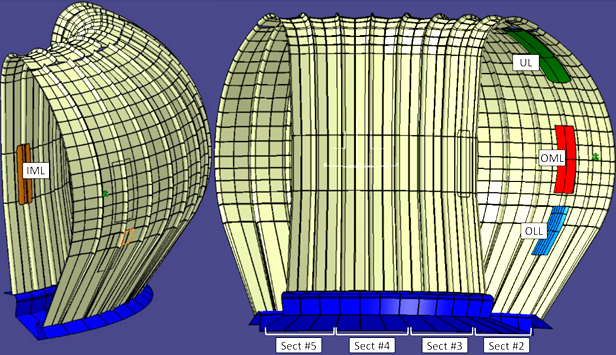 UL
IML
OML
OLL
Sect #5
Sect #4
Sect #3
Sect #2